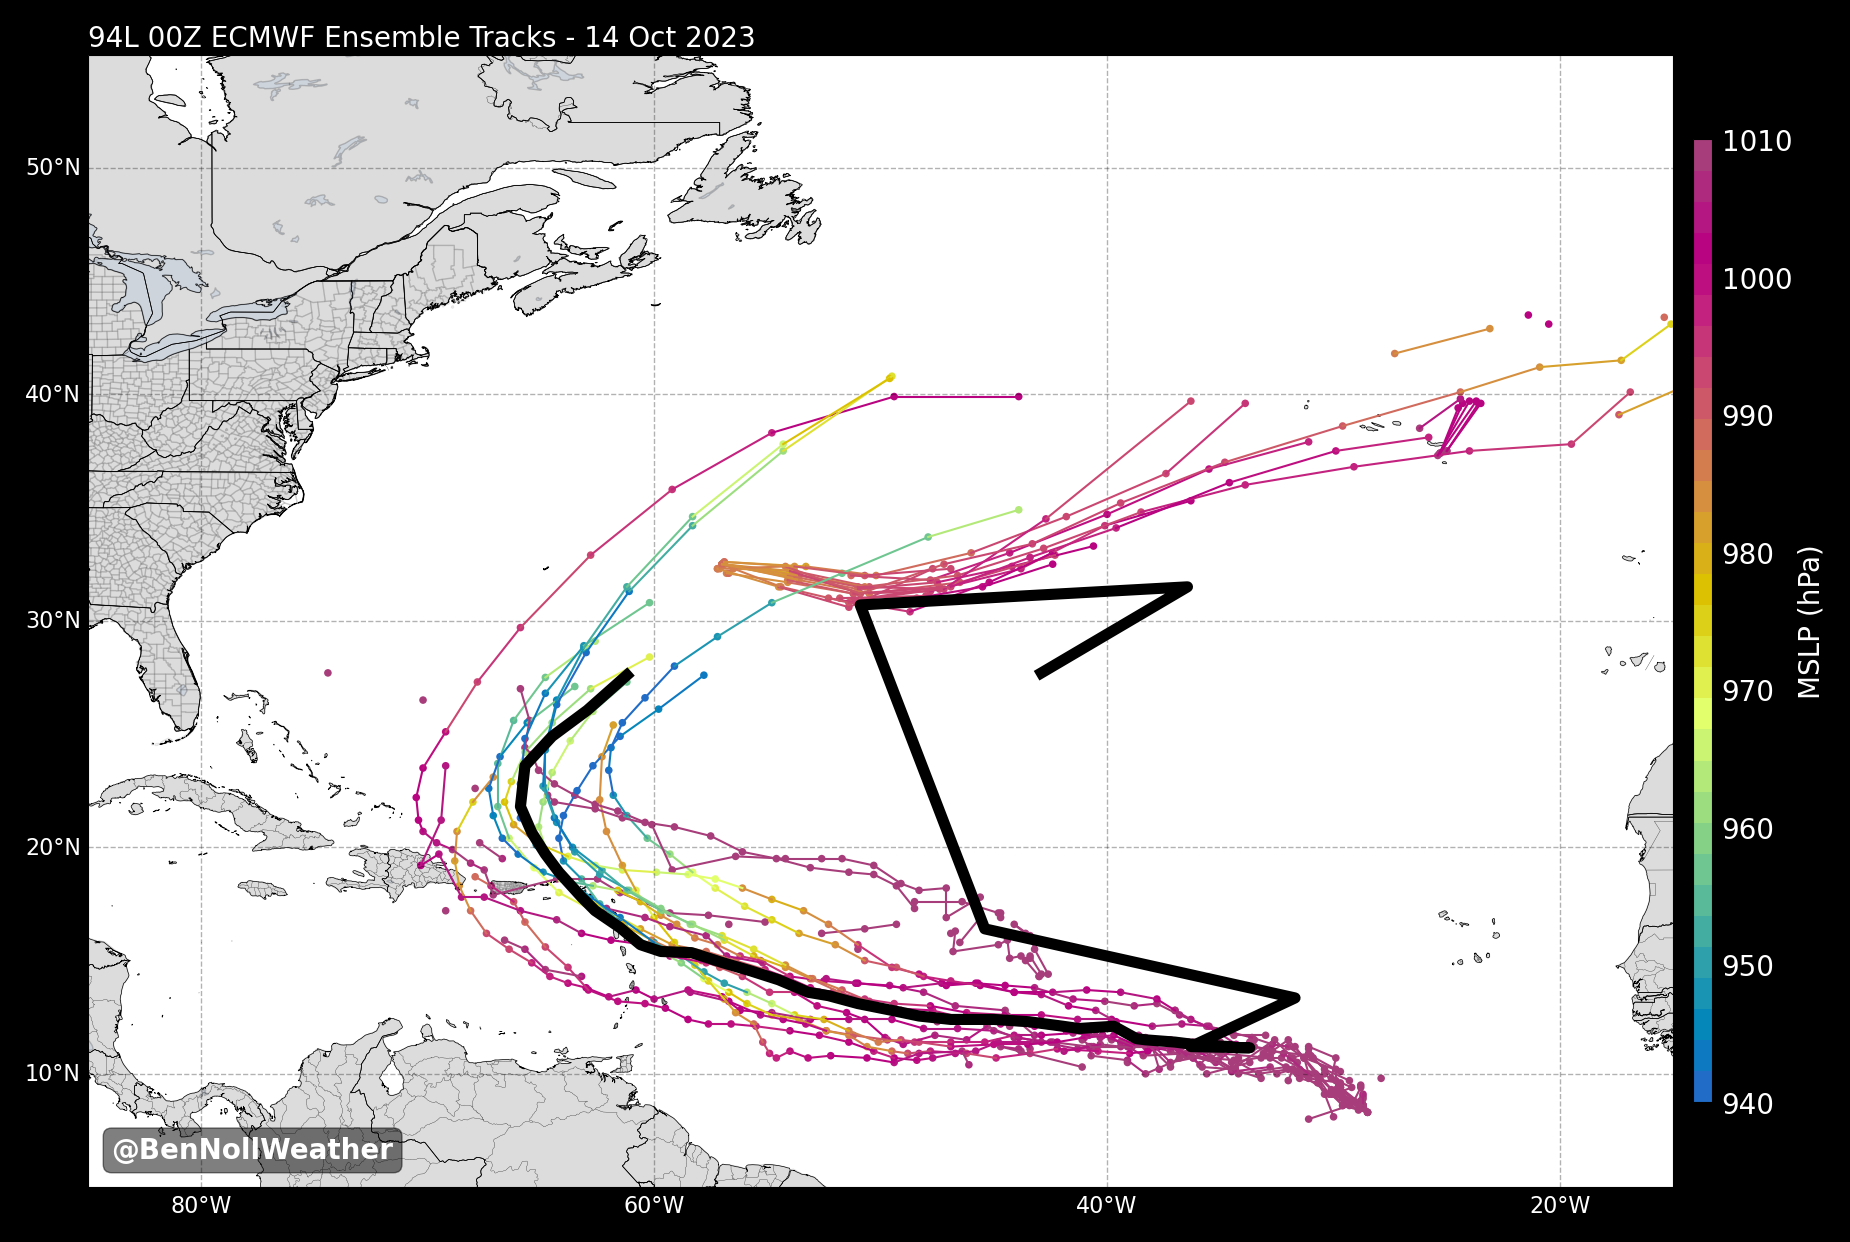 94L 00Z ECMWF Ensemble Tracks - 14 Oct 2023
50°N
40°N
30°N
20°N
10°N
80°W
60°W
40°W
20°W
1010
1000
990
980
970
960
950
940
MSLP (hPa)
@BenNollWeather